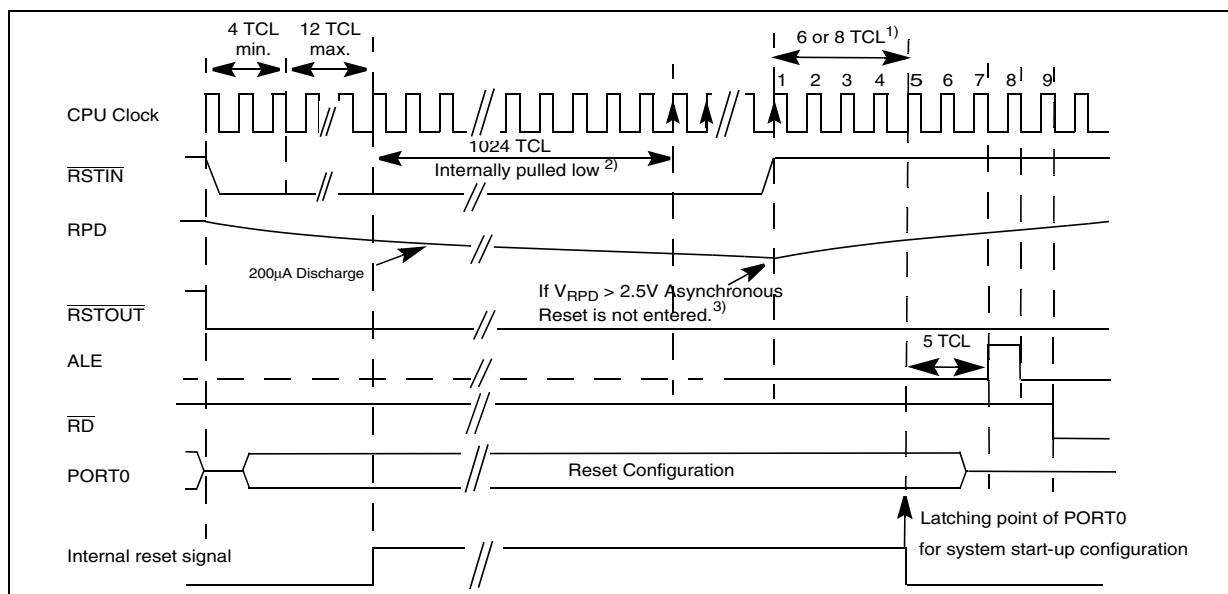 4 TCL 12 TCL 6 or 8 TCL1)
min. max.
1 2 3 4 5 6 7 8 9
CPU Clock
1024 TCL
RSTIN Internally pulled low 2)
RPD
200µA Discharge
If VRPD > 2.5V Asynchronous
RSTOUT Reset is not entered.3)
5 TCL
ALE
RD
PORT0 Reset Configuration
Latching point of PORT0
Internal reset signal for system start-up configuration